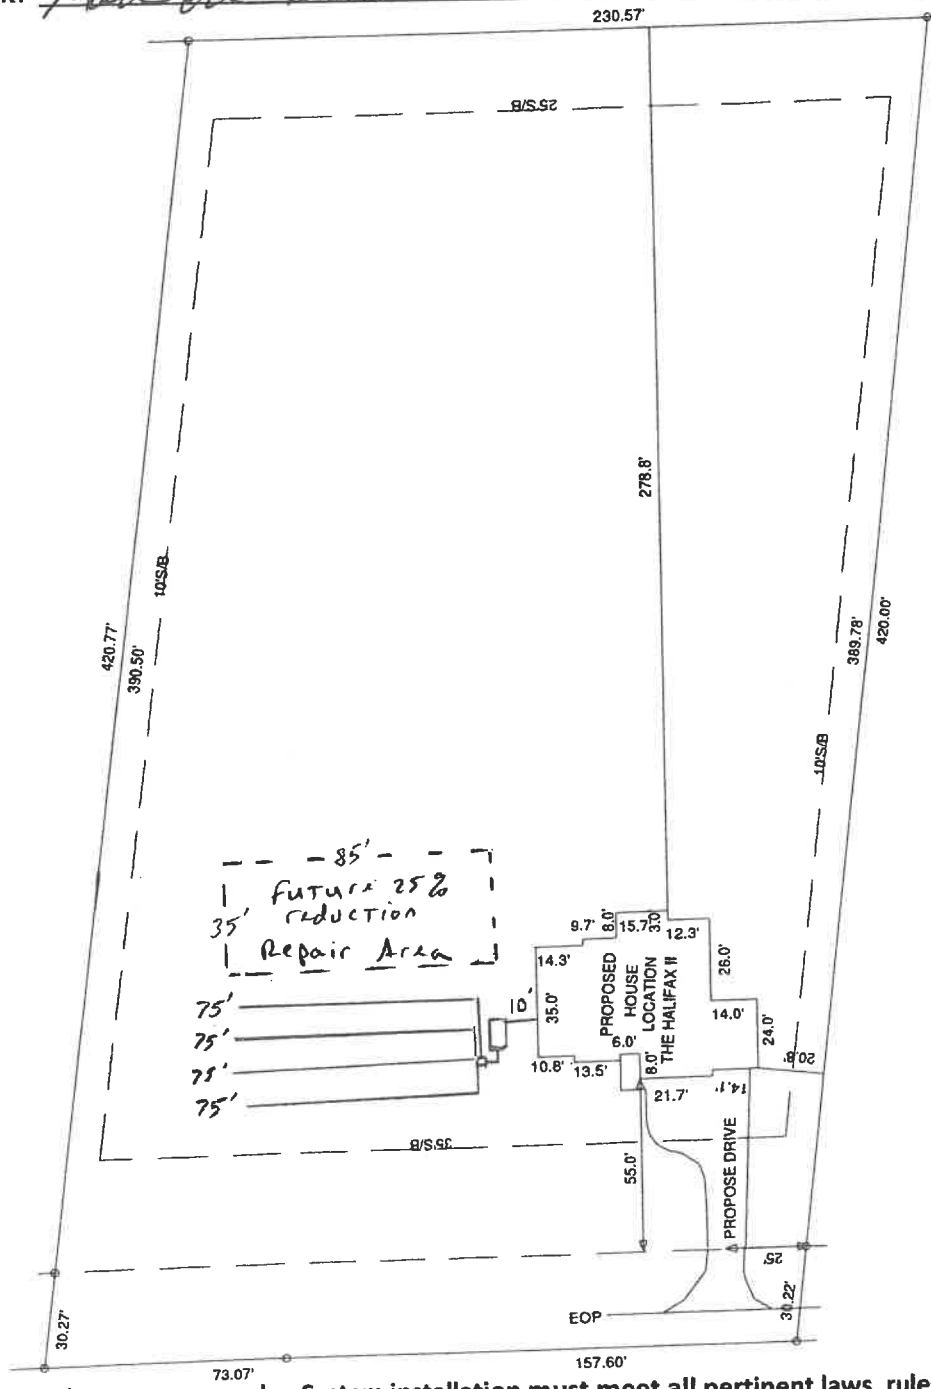 230.57'
25'S/B
278.8'
10'S/B
420.77'
390.50'
389.78'
420.00'
10'S/B
85'
Future 25%
35' reduction
Repair Area
9.7'
8.0'
15.7'
3.0'
12.3'
14.3'
26.0'
75'
10'
35.0'
PROPOSED
HOUSE
LOCATION
THE HALIFAX II
14.0'
24.0'
75'
6.0'
75'
10.8'
13.5'
8.0'
20.8'
75'
21.7'
14.1'
35'S/B
55.0'
PROPOSE DRIVE
25'
30.27'
EOP
30.22'
73.07'
157.60'
System installation must meet all pertinent laws, rule